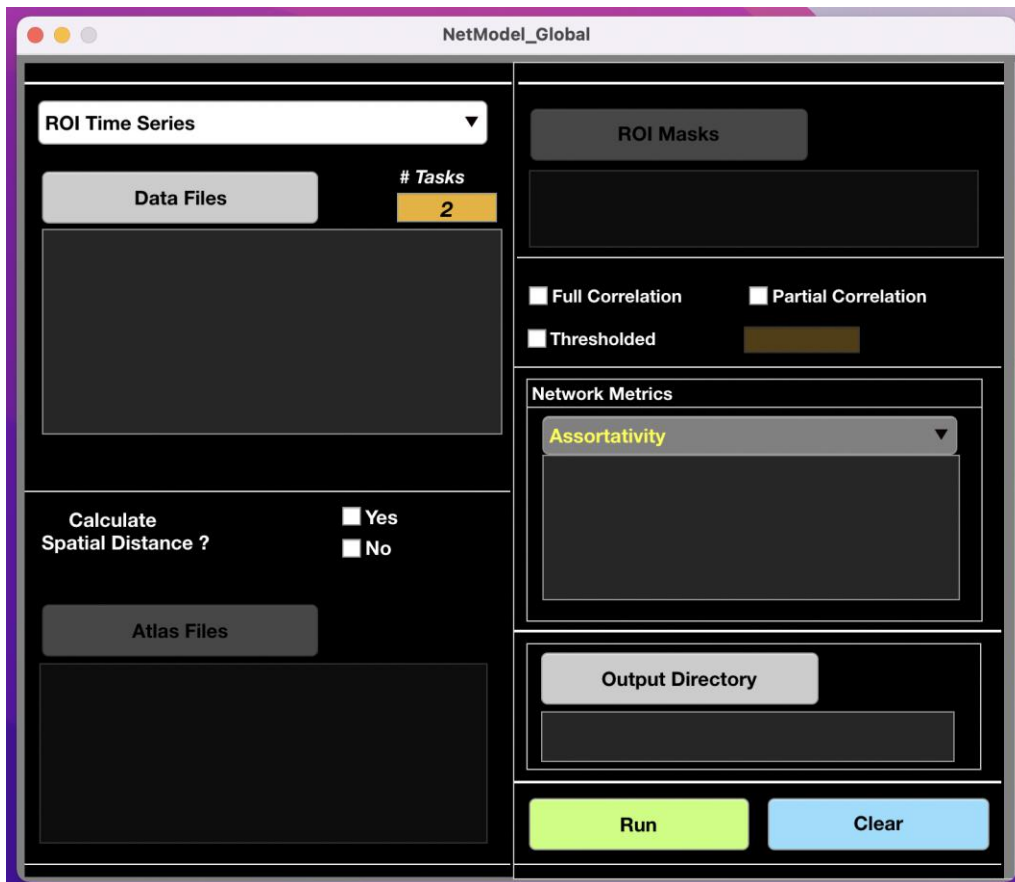 NetModel_Global
ROI Time Series
Data Files
# Tasks
2
Calculate
Spatial Distance ?
Yes
No
Atlas Files
ROI Masks
Full Correlation
Partial Correlation
Thresholded
Network Metrics
Assortativity
Output Directory
Run
Clear